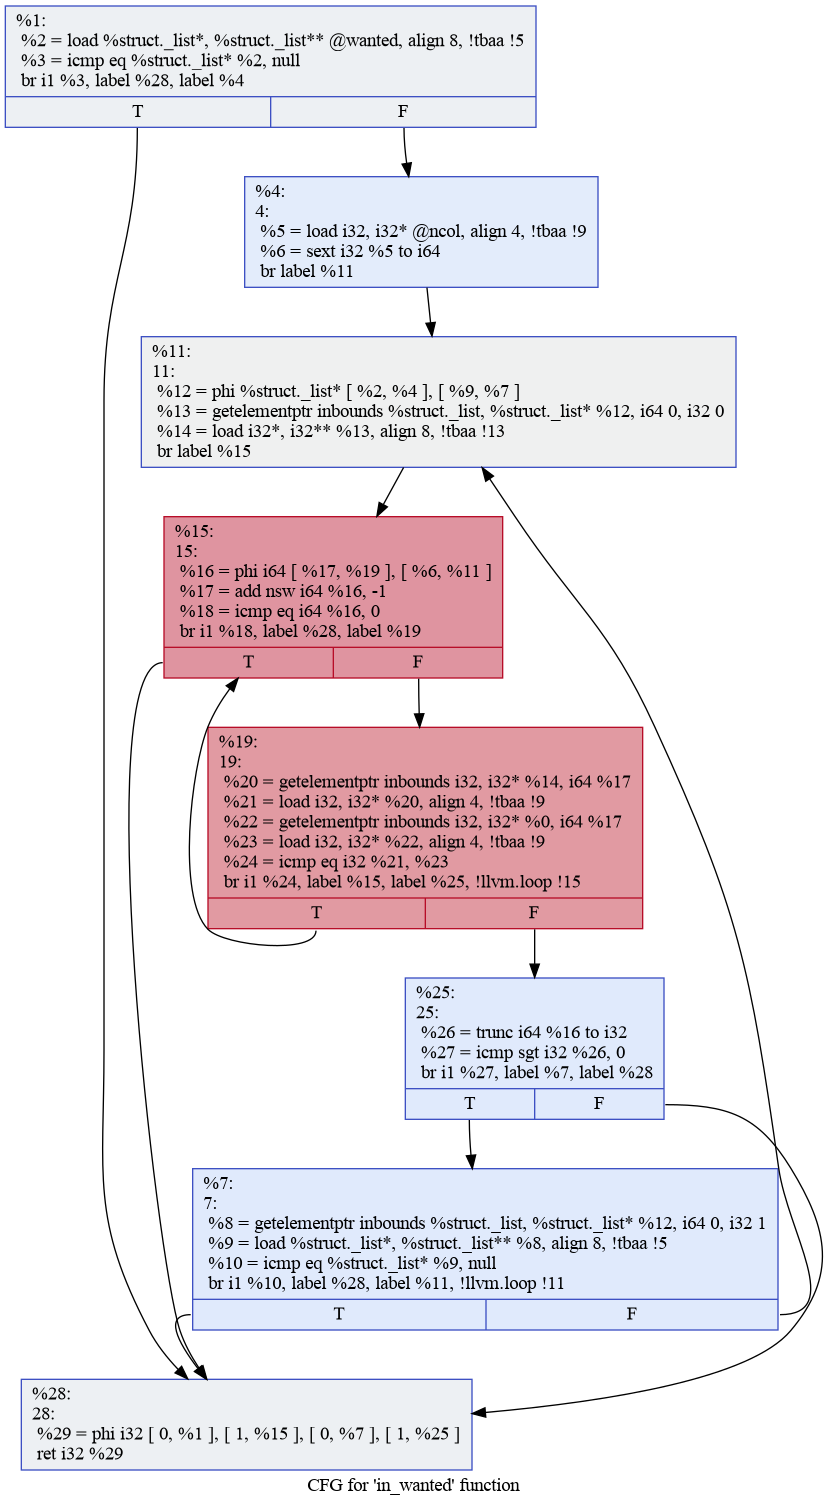 %1:
%2 = load %struct._list*, %struct._list** @wanted, align 8, !tbaa !5
%3 = icmp eq %struct._list* %2, null
br i1 %3, label %28, label %4
T F
%4:
4:
%5 = load i32, i32* @ncol, align 4, !tbaa !9
%6 = sext i32 %5 to i64
br label %11
%11:
11:
%12 = phi %struct._list* [ %2, %4 ], [ %9, %7 ]
%13 = getelementptr inbounds %struct._list, %struct._list* %12, i64 0, i32 0
%14 = load i32*, i32** %13, align 8, !tbaa !13
br label %15
%15:
15:
%16 = phi i64 [ %17, %19 ], [ %6, %11 ]
%17 = add nsw i64 %16, -1
%18 = icmp eq i64 %16, 0
br i1 %18, label %28, label %19
T F
%19:
19:
%20 = getelementptr inbounds i32, i32* %14, i64 %17
%21 = load i32, i32* %20, align 4, !tbaa !9
%22 = getelementptr inbounds i32, i32* %0, i64 %17
%23 = load i32, i32* %22, align 4, !tbaa !9
%24 = icmp eq i32 %21, %23
br i1 %24, label %15, label %25, !llvm.loop !15
T F
%25:
25:
%26 = trunc i64 %16 to i32
%27 = icmp sgt i32 %26, 0
br i1 %27, label %7, label %28
T F
%7:
7:
%8 = getelementptr inbounds %struct._list, %struct._list* %12, i64 0, i32 1
%9 = load %struct._list*, %struct._list** %8, align 8, !tbaa !5
%10 = icmp eq %struct._list* %9, null
br i1 %10, label %28, label %11, !llvm.loop !11
T F
%28:
28:
%29 = phi i32 [ 0, %1 ], [ 1, %15 ], [ 0, %7 ], [ 1, %25 ]
ret i32 %29
CFG for 'in_wanted' function